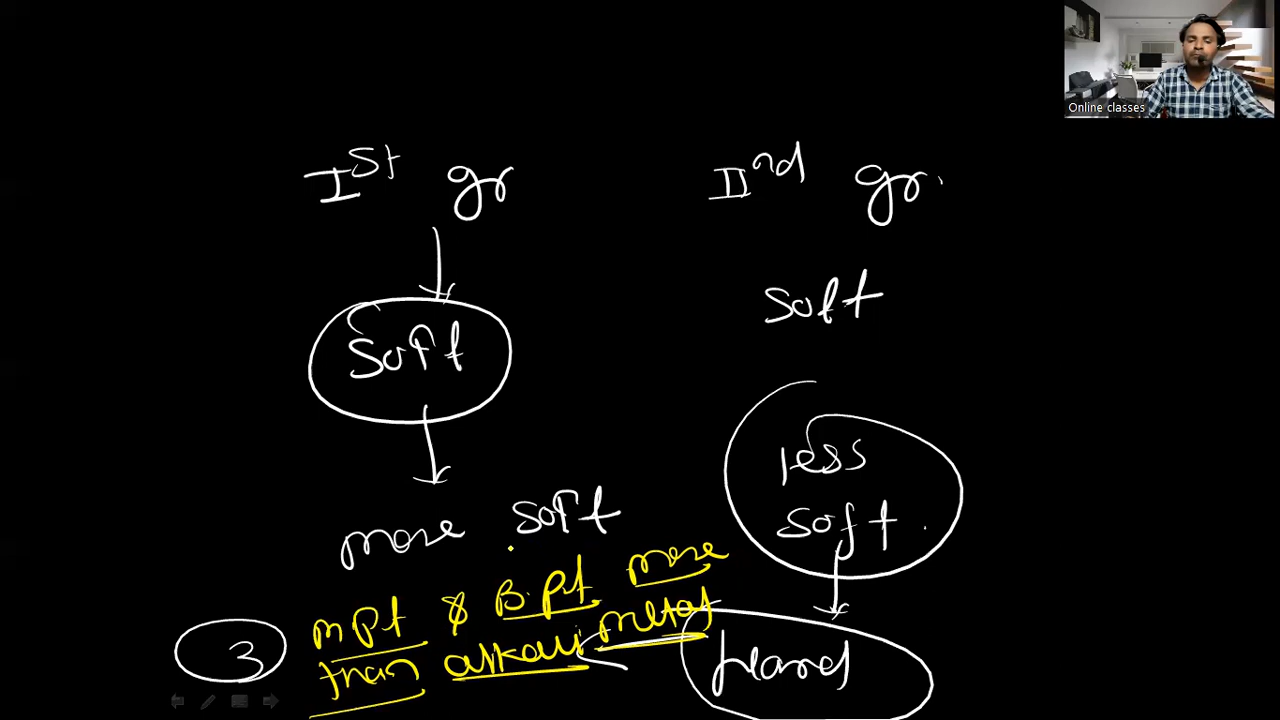 Online classes
Ist gr
IInd gr.
soft
soft
less
soft
more soft
3
m pt & B.pt more
than alkali metal
Hard